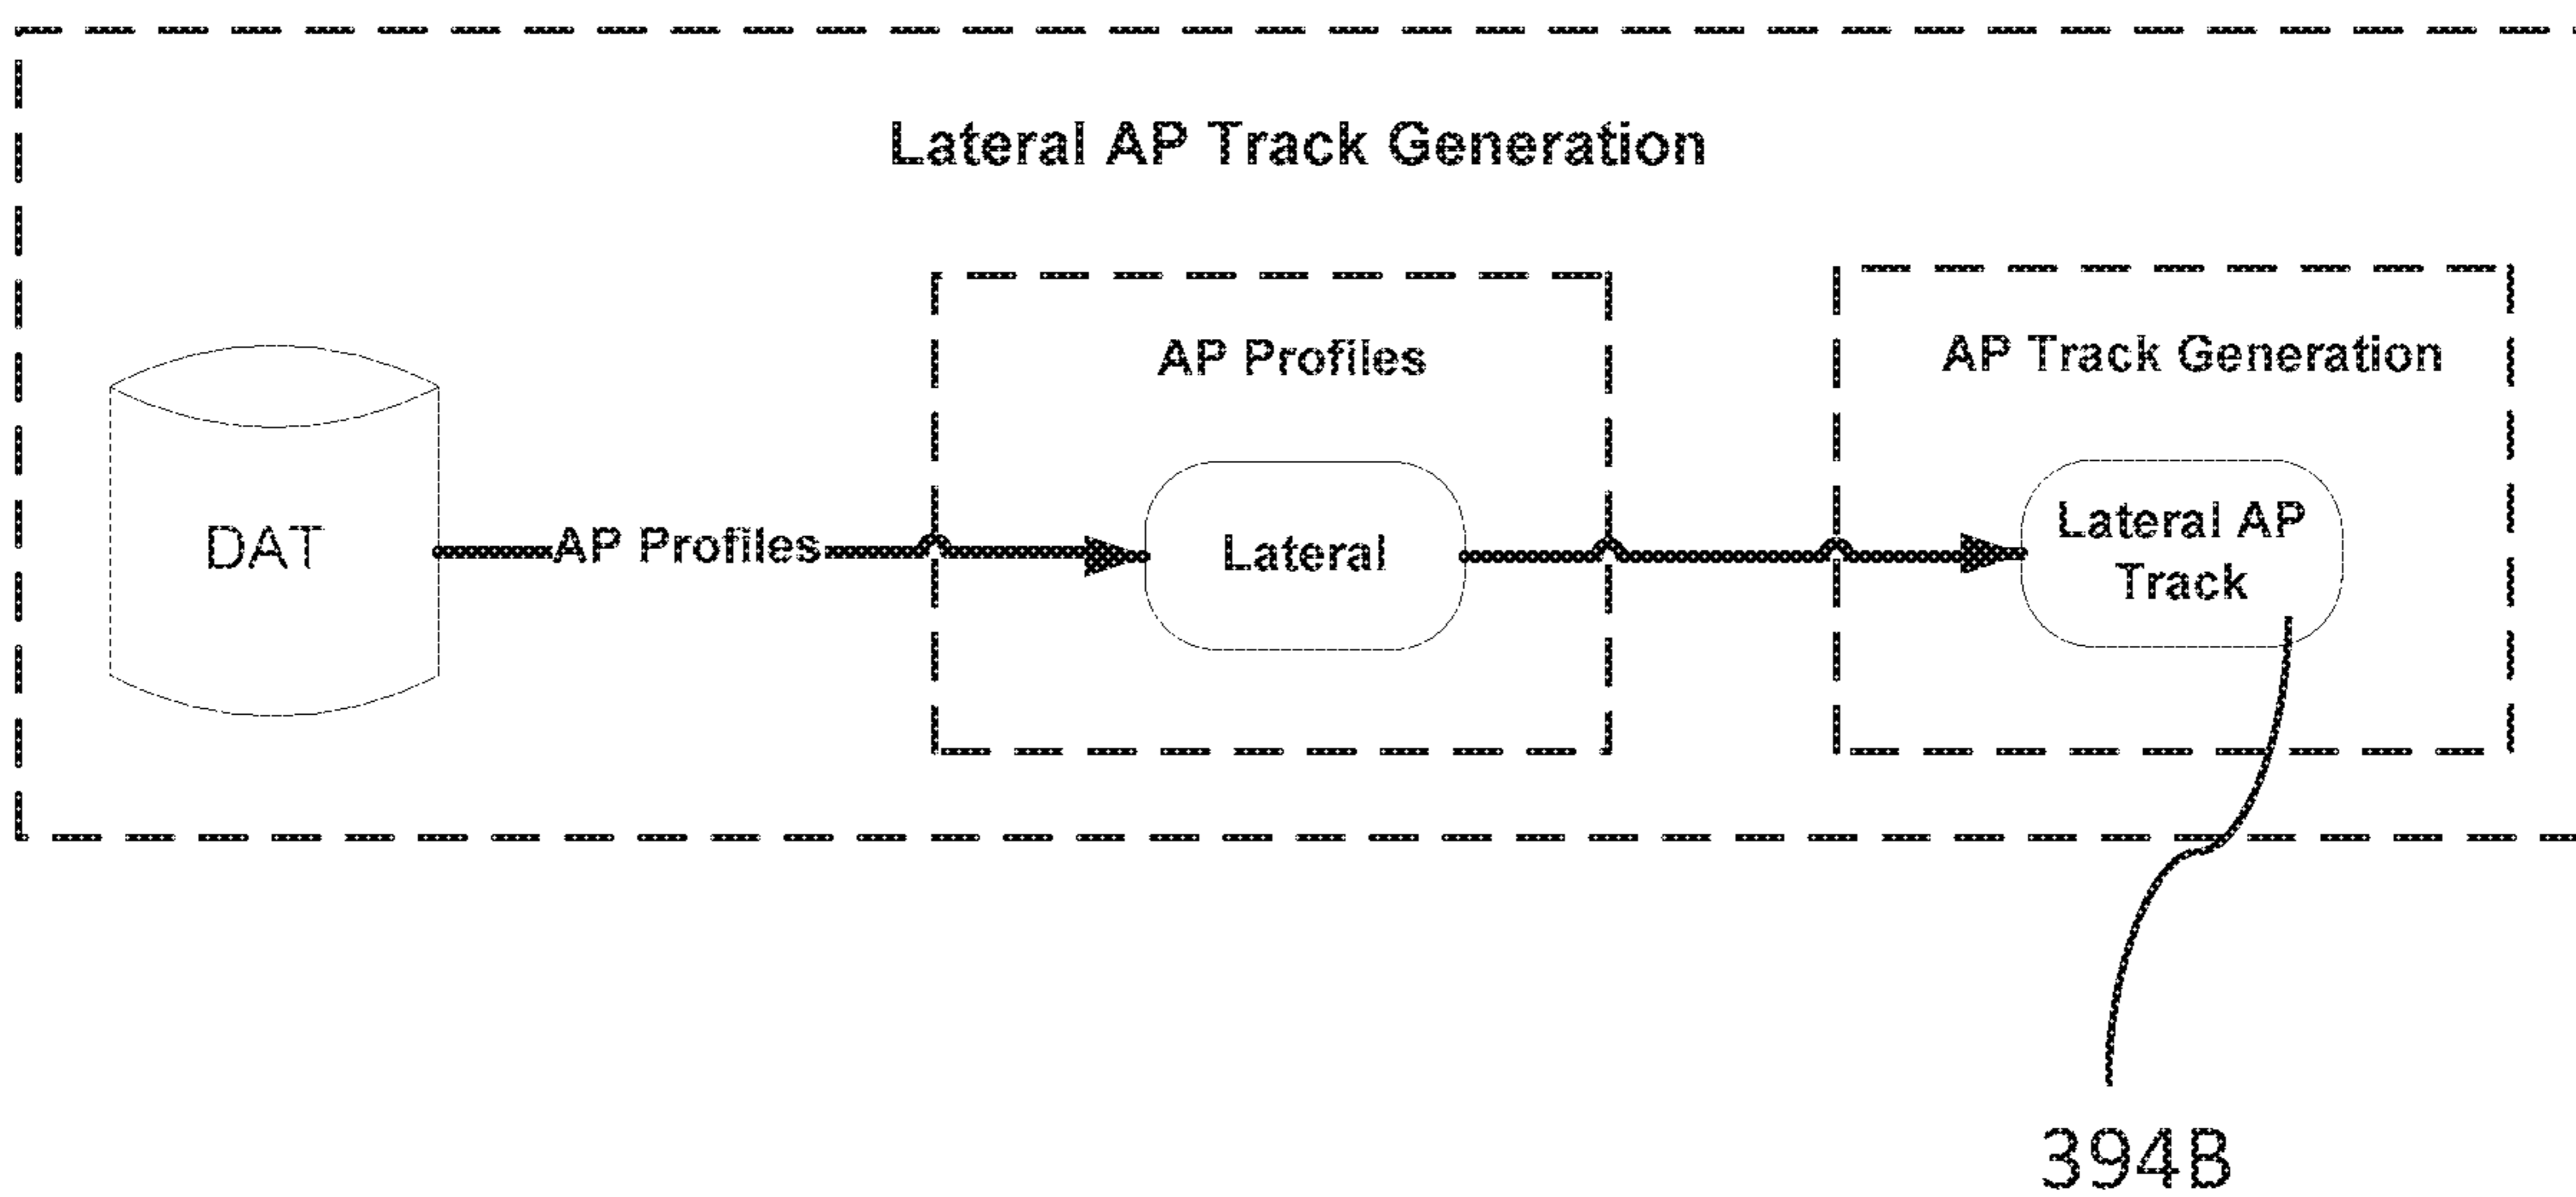 Lateral AP Track Generation
AP Profiles
AP Track Generation
DAT
AP Profiles
Lateral
Lateral AP
Track
394B